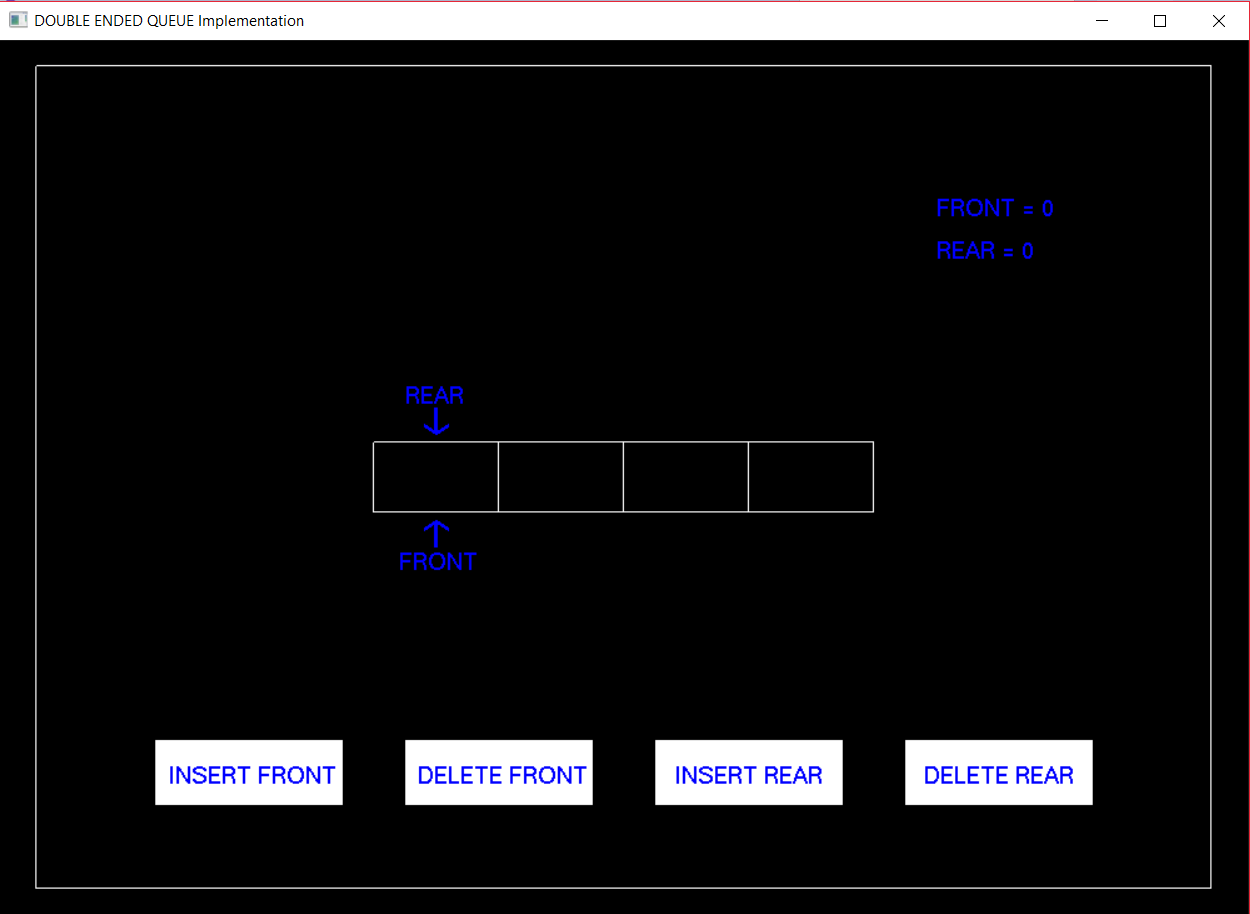 DOUBLE ENDED QUEUE Implementation
FRONT = 0
REAR = 0
REAR
FRONT
INSERT FRONT
DELETE FRONT
INSERT REAR
DELETE REAR